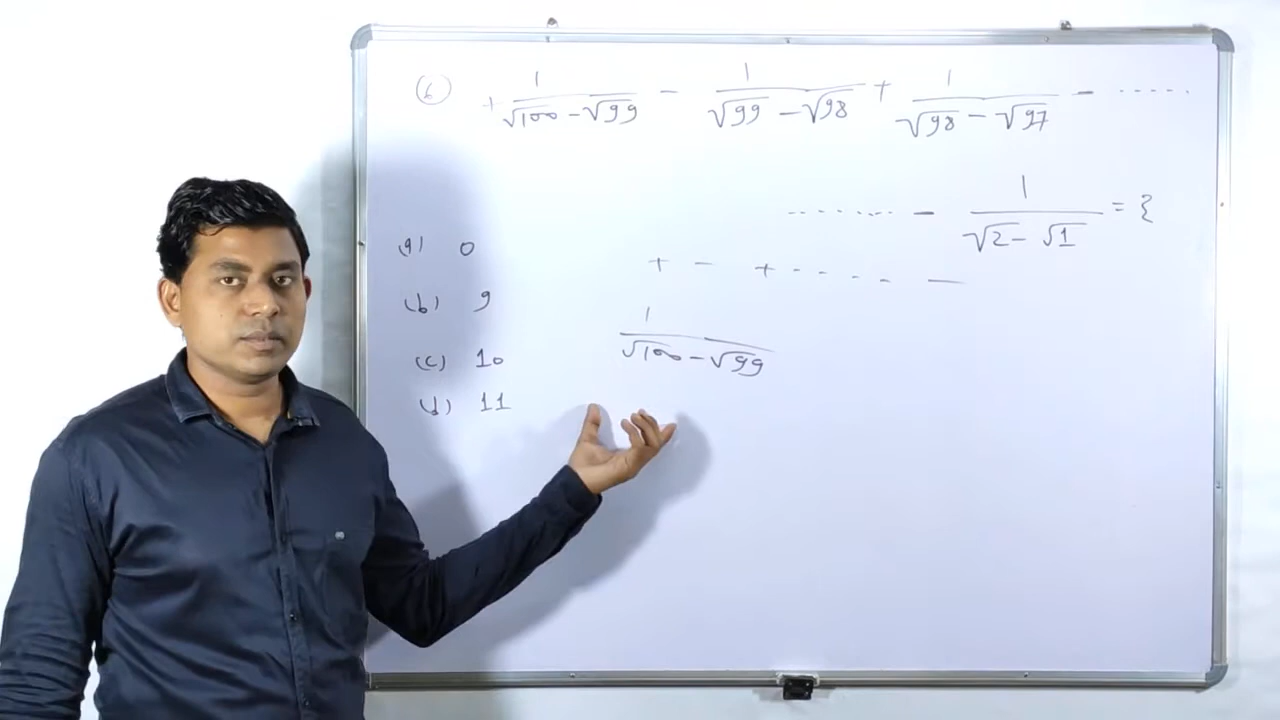 (6) + 1/(√100 - √99) - 1/(√99 - √98) + 1/(√98 - √97) - ......
........ - 1/(√2 - √1) = {
(a) 0
+ - + - - - - —
(b) 9
1/(√100 - √99)
(c) 10
(d) 11